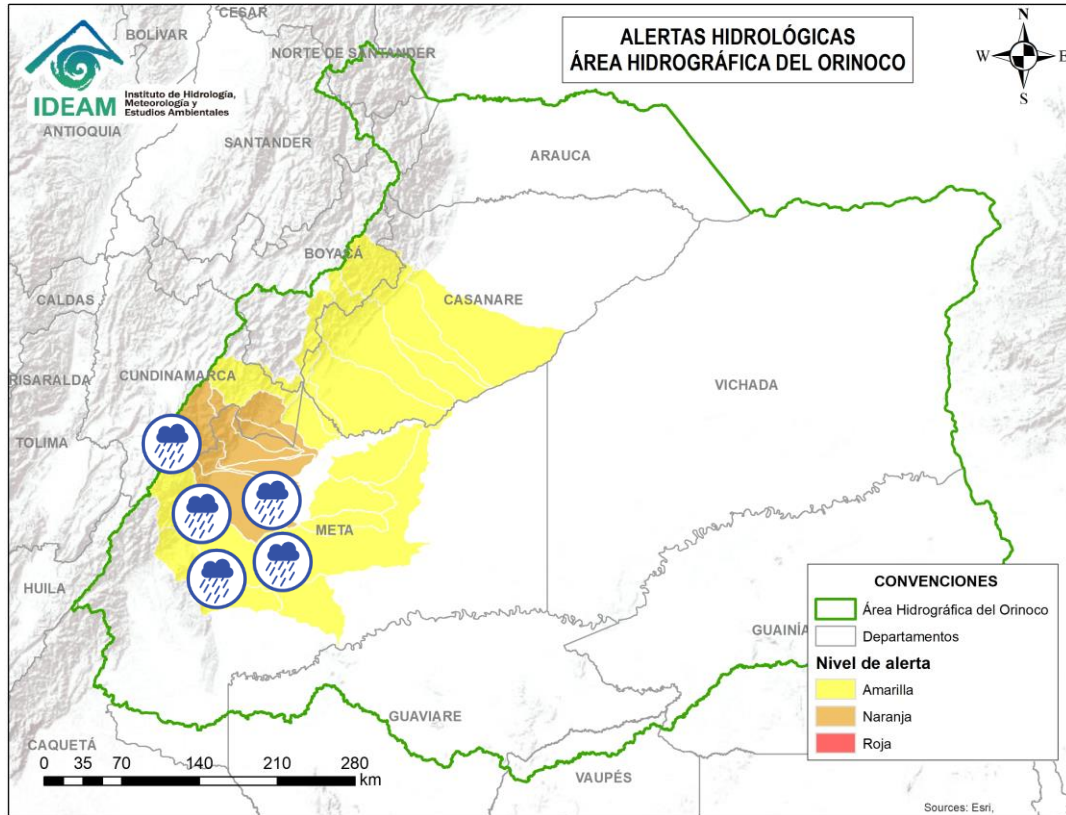 CESAR
BOLÍVAR
NORTE DE SANTANDER
ALERTAS HIDROLÓGICAS
ÁREA HIDROGRÁFICA DEL ORINOCO
N
W
E
S
IDEAM
Instituto de Hidrología,
Meteorología y
Estudios Ambientales
ANTIOQUIA
SANTANDER
ARAUCA
BOYACÁ
CALDAS
CASANARE
RISARALDA
CUNDINAMARCA
VICHADA
TOLIMA
META
HUILA
GUAINÍA
GUAVIARE
CAQUETÁ
VAUPÉS
CONVENCIONES
Área Hidrográfica del Orinoco
Departamentos
Nivel de alerta
Amarilla
Naranja
Roja
0 35 70 140 210 280
km
Sources: Esri,